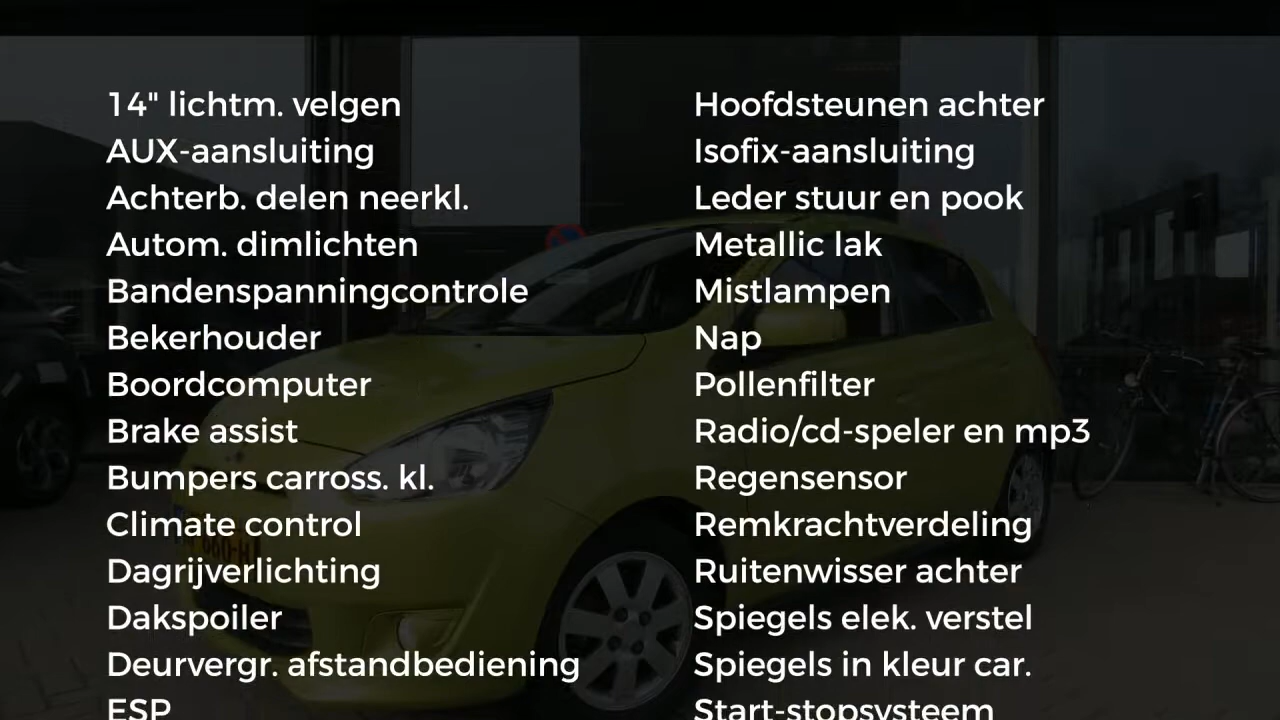 14" lichtm. velgen
AUX-aansluiting
Achterb. delen neerkl.
Autom. dimlichten
Bandenspanningcontrole
Bekerhouder
Boordcomputer
Brake assist
Bumpers carross. kl.
Climate control
Dagrijverlichting
Dakspoiler
Deurvergr. afstandbediening
ESP
Hoofdsteunen achter
Isofix-aansluiting
Leder stuur en pook
Metallic lak
Mistlampen
Nap
Pollenfilter
Radio/cd-speler en mp3
Regensensor
Remkrachtverdeling
Ruitenwisser achter
Spiegels elek. verstel
Spiegels in kleur car.
Start-stopsysteem